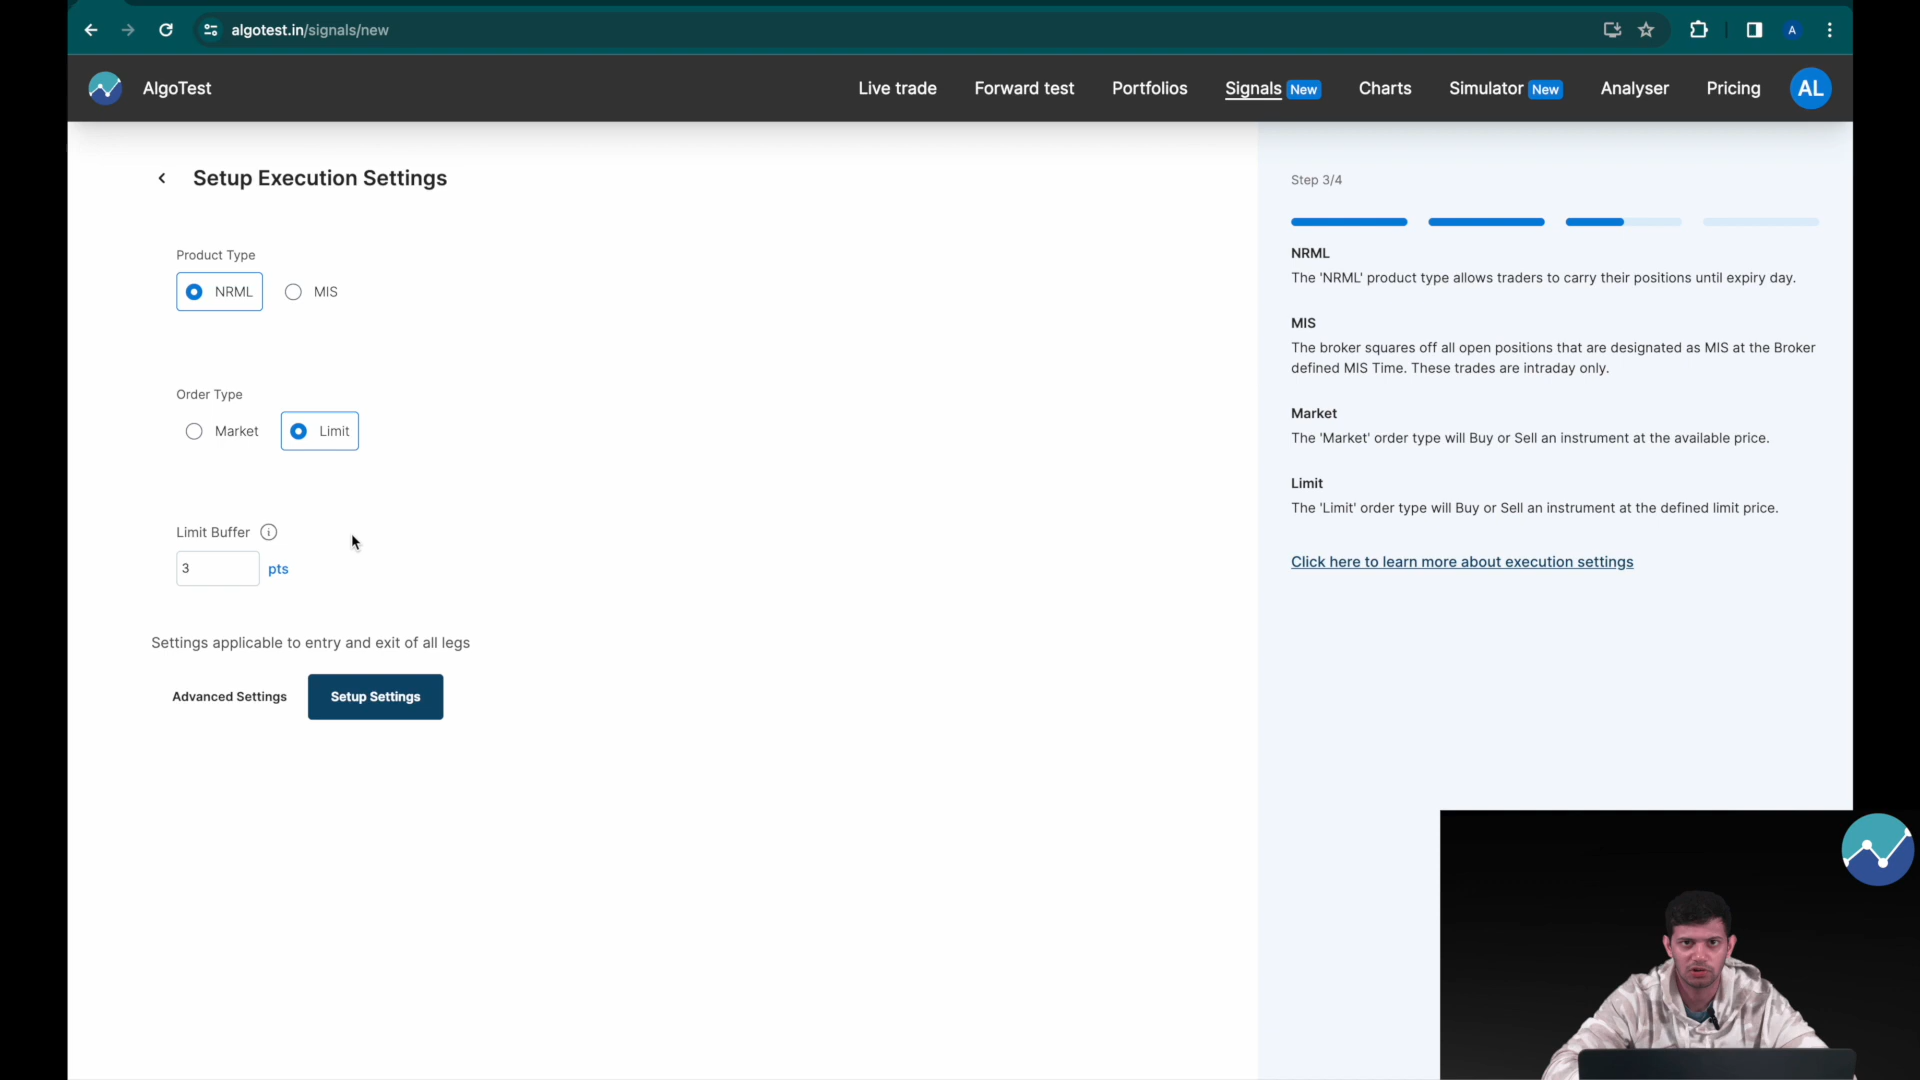 algotest.in/signals/new
A
AlgoTest
Live trade
Forward test
Portfolios
Signals New
Charts
Simulator New
Analyser
Pricing
AL
Setup Execution Settings
Product Type
NRML
MIS
Order Type
Market
Limit
Limit Buffer i
3 pts
Settings applicable to entry and exit of all legs
Advanced Settings
Setup Settings
Step 3/4
NRML
The 'NRML' product type allows traders to carry their positions until expiry day.
MIS
The broker squares off all open positions that are designated as MIS at the Broker
defined MIS Time. These trades are intraday only.
Market
The 'Market' order type will Buy or Sell an instrument at the available price.
Limit
The 'Limit' order type will Buy or Sell an instrument at the defined limit price.
Click here to learn more about execution settings